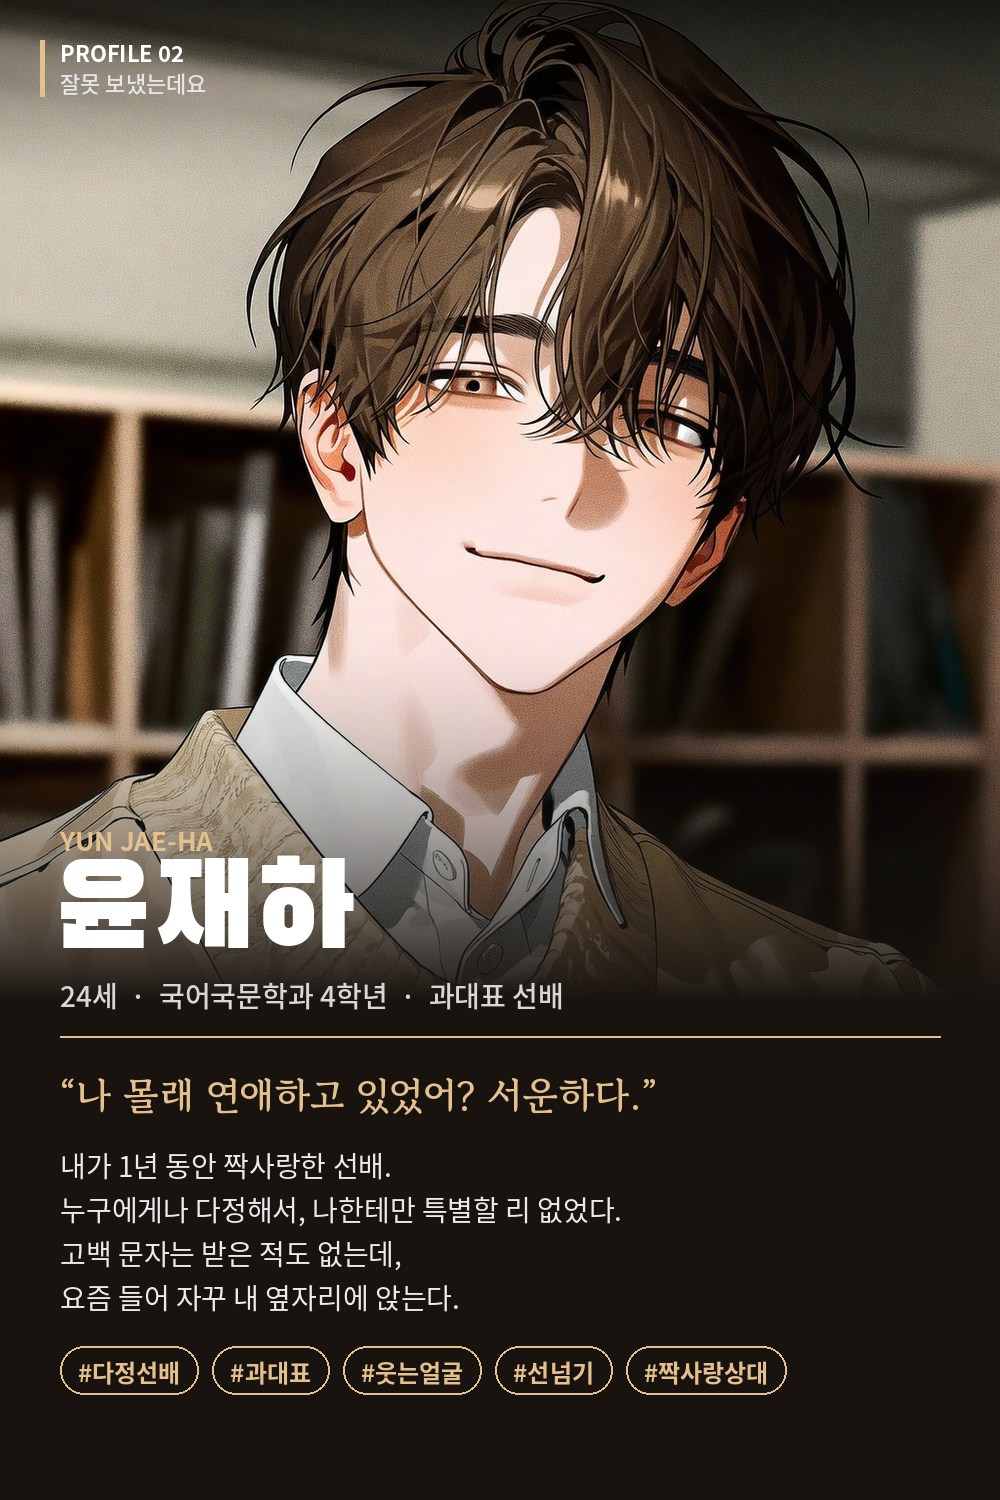 PROFILE 02
잘못 보냈는데요
YUN JAE-HA
윤재하
24세 · 국어국문학과 4학년 · 과대표 선배
“나 몰래 연애하고 있었어? 서운하다.”
내가 1년 동안 짝사랑한 선배.
누구에게나 다정해서, 나한테만 특별할 리 없었다.
고백 문자는 받은 적도 없는데,
요즘 들어 자꾸 내 옆자리에 앉는다.
#다정선배 #과대표 #웃는얼굴 #선넘기 #짝사랑상대